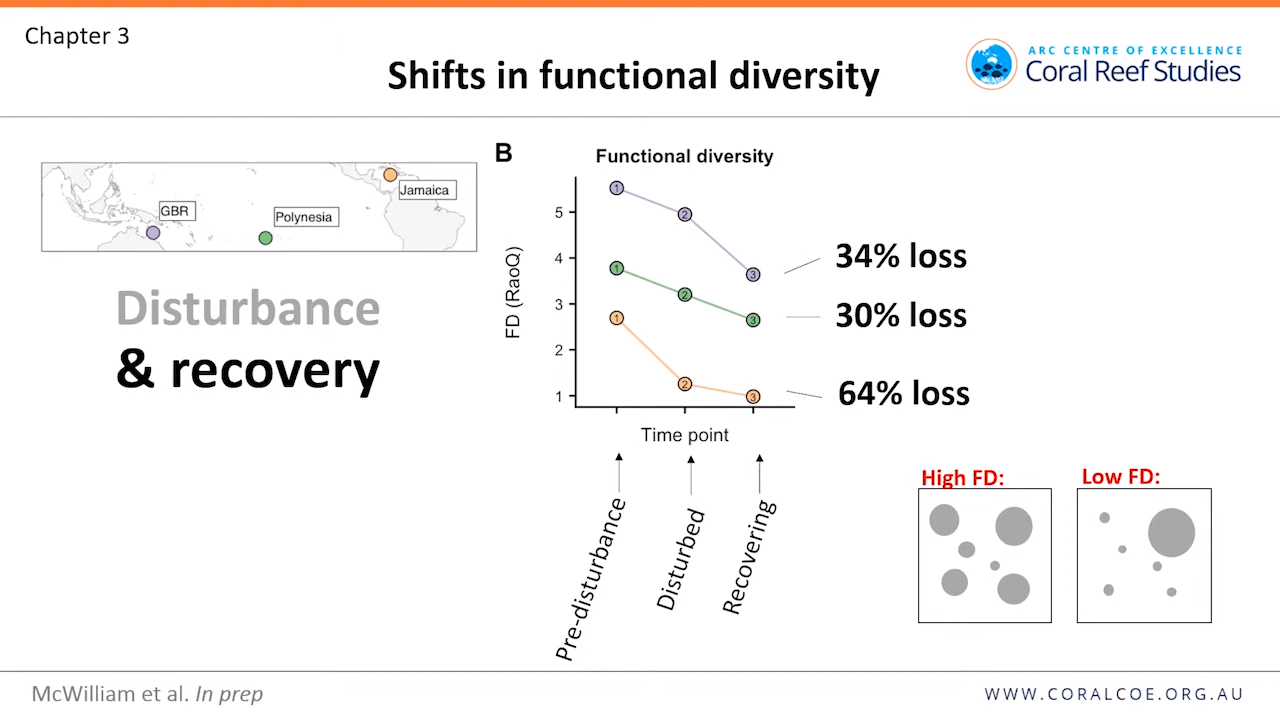 Chapter 3
Shifts in functional diversity
ARC CENTRE OF EXCELLENCE
Coral Reef Studies
GBR
Polynesia
Jamaica
Disturbance
& recovery
B
Functional diversity
FD (RaoQ)
5
4
3
2
1
1
2
3
1
2
3
1
2
3
Time point
34% loss
30% loss
64% loss
Pre-disturbance
Disturbed
Recovering
High FD:
Low FD:
McWilliam et al. In prep
WWW.CORALCOE.ORG.AU